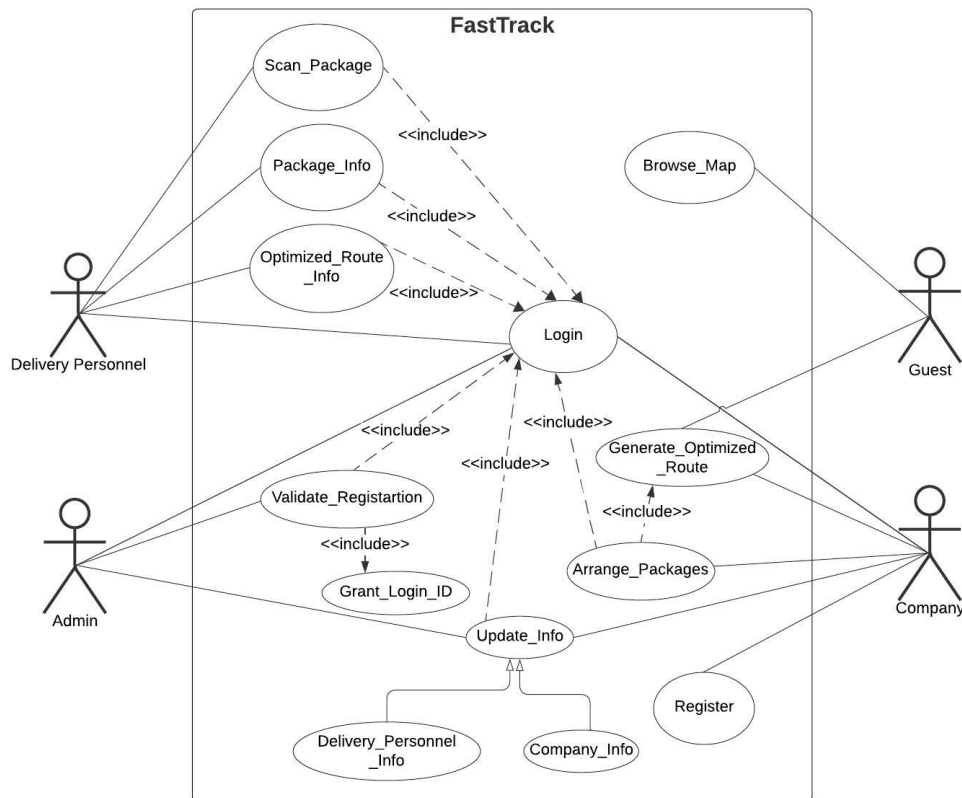 FastTrack
Scan_Package
<<include>>
Package_Info
Browse_Map
<<include>>
Optimized_Route
_Info
<<include>>
Login
Delivery Personnel
Guest
<<include>>
<<include>>
Generate_Optimized
_Route
<<include>>
Validate_Registartion
<<include>>
<<include>>
Arrange_Packages
Grant_Login_ID
Admin
Company
Update_Info
Register
Delivery_Personnel
_Info
Company_Info